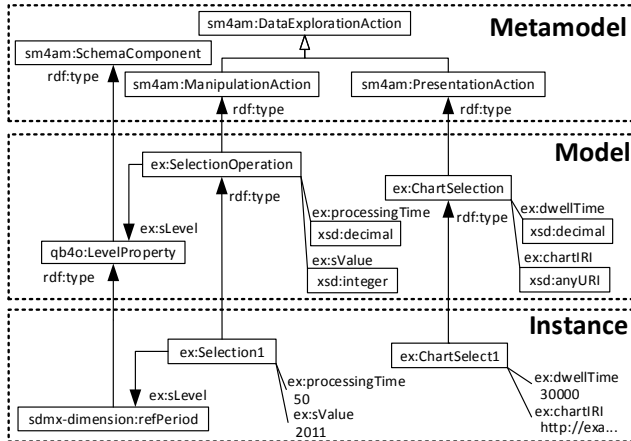 Metamodel
sm4am:DataExplorationAction
sm4am:SchemaComponent
rdf:type
sm4am:ManipulationAction
sm4am:PresentationAction
rdf:type
rdf:type
Model
ex:SelectionOperation
ex:ChartSelection
rdf:type
rdf:type
ex:sLevel
ex:processingTime
xsd:decimal
ex:dwellTime
xsd:decimal
qb4o:LevelProperty
rdf:type
ex:sValue
xsd:integer
ex:chartIRI
xsd:anyURI
Instance
ex:Selection1
ex:ChartSelect1
ex:sLevel
ex:processingTime
50
ex:dwellTime
30000
sdmx-dimension:refPeriod
ex:sValue
2011
ex:chartIRI
http://exa...